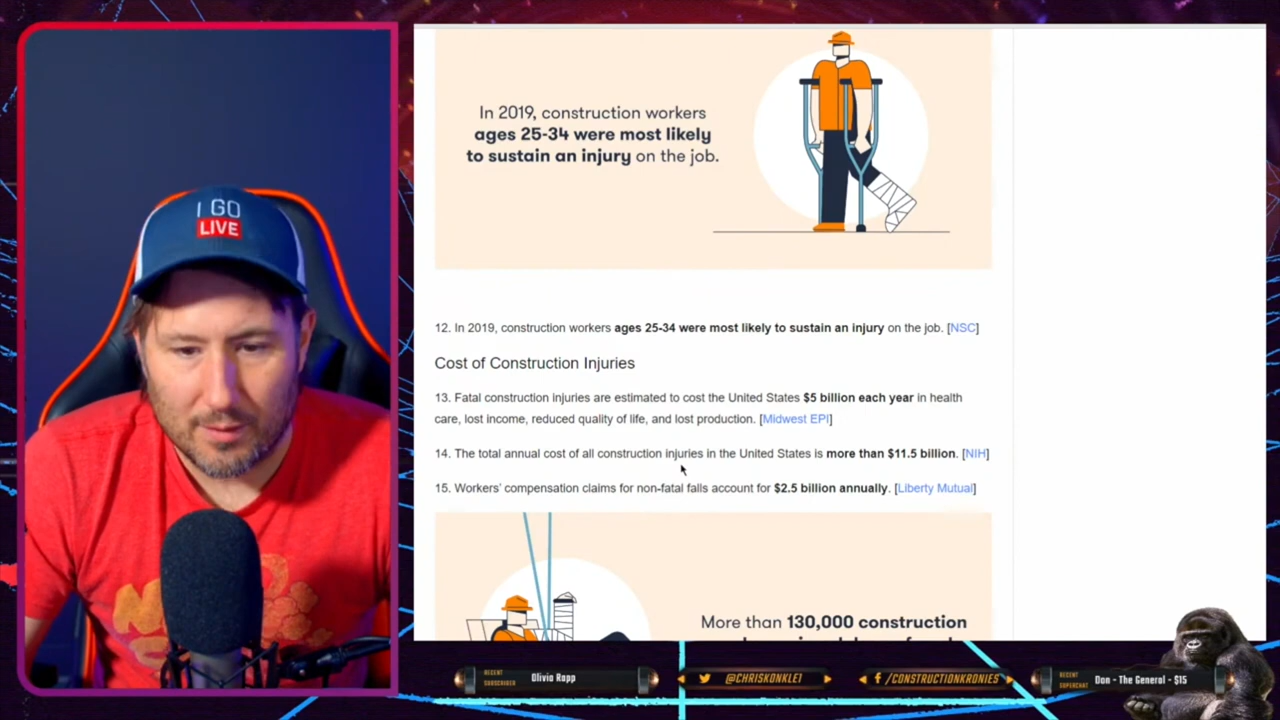 I GO
LIVE
In 2019, construction workers
ages 25-34 were most likely
to sustain an injury on the job.
12. In 2019, construction workers ages 25-34 were most likely to sustain an injury on the job. [NSC]
Cost of Construction Injuries
13. Fatal construction injuries are estimated to cost the United States $5 billion each year in health
care, lost income, reduced quality of life, and lost production. [Midwest EPI]
14. The total annual cost of all construction injuries in the United States is more than $11.5 billion. [NIH]
15. Workers' compensation claims for non-fatal falls account for $2.5 billion annually. [Liberty Mutual]
More than 130,000 construction
RECENT
SUBSCRIBER
Olivia Rapp
@CHRISKONKLE1
/CONSTRUCTIONKRONIES
RECENT
SUPERCHAT
Don - The General - $15